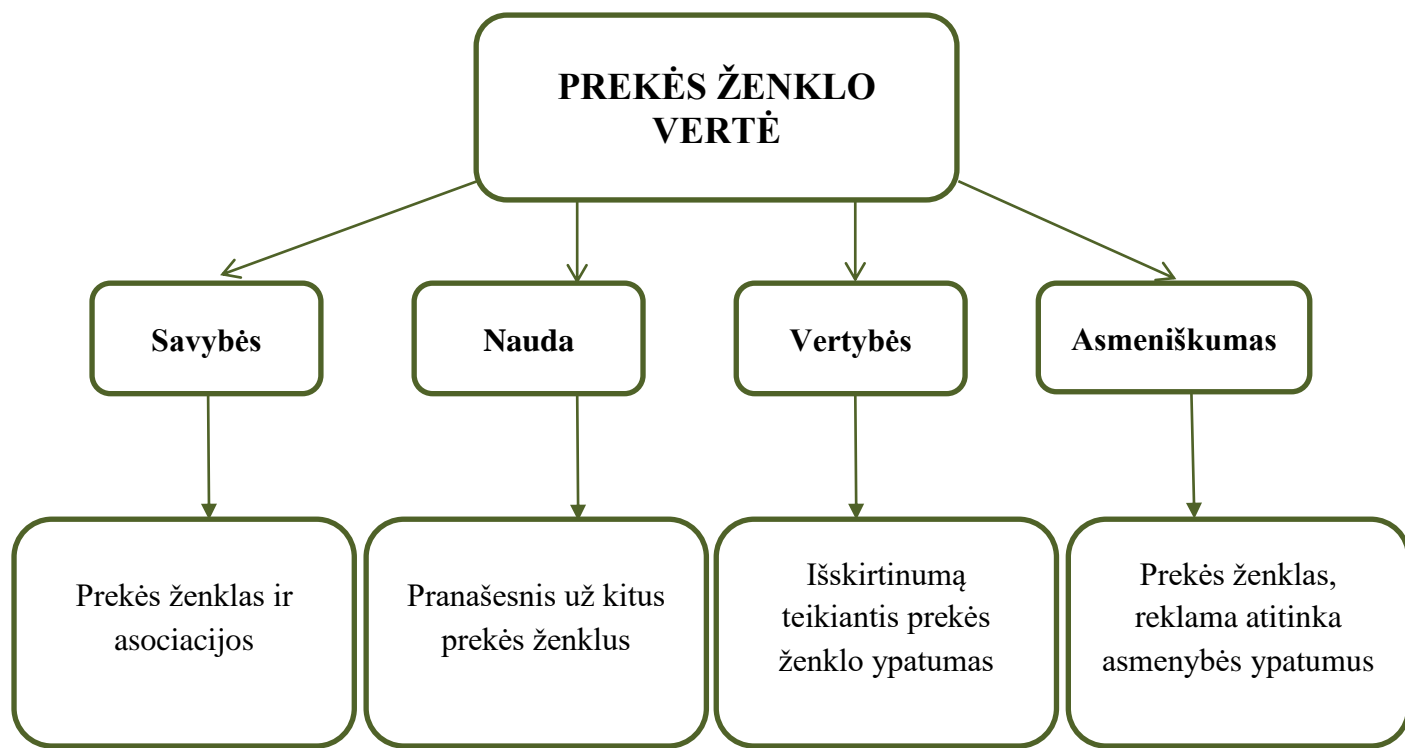 PREKĖS ŽENKLO
VERTĖ
Savybės
Nauda
Vertybės
Asmeniškumas
Prekės ženklas ir
asociacijos
Pranašesnis už kitus
prekės ženklus
Išskirtinumą
teikiantis prekės
ženklo ypatumas
Prekės ženklas,
reklama atitinka
asmenybės ypatumus